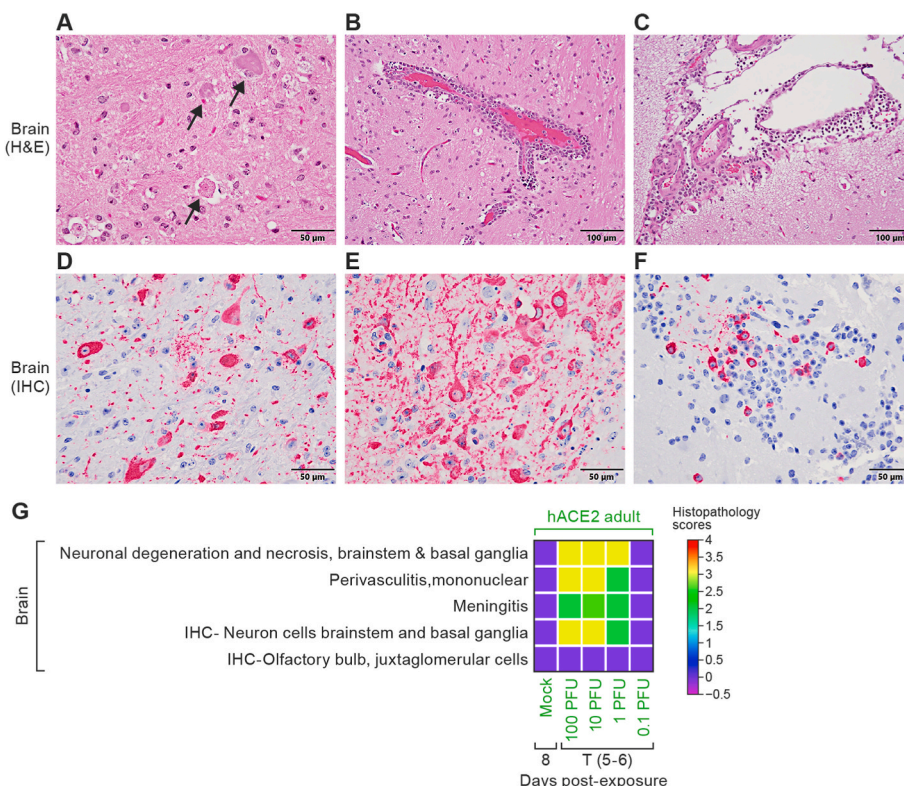 A
B
C
Brain
(H&E)
50 µm
100 µm
100 µm
D
E
F
Brain
(IHC)
50 µm
50 µm
50 µm
G
hACE2 adult
Histopathology
scores
Brain
Neuronal degeneration and necrosis, brainstem & basal ganglia
Perivasculitis,mononuclear
Meningitis
IHC- Neuron cells brainstem and basal ganglia
IHC-Olfactory bulb, juxtaglomerular cells
4
3.5
3
2.5
2
1.5
1
0.5
0
−0.5
Mock
100 PFU
10 PFU
1 PFU
0.1 PFU
8
T (5-6)
Days post-exposure